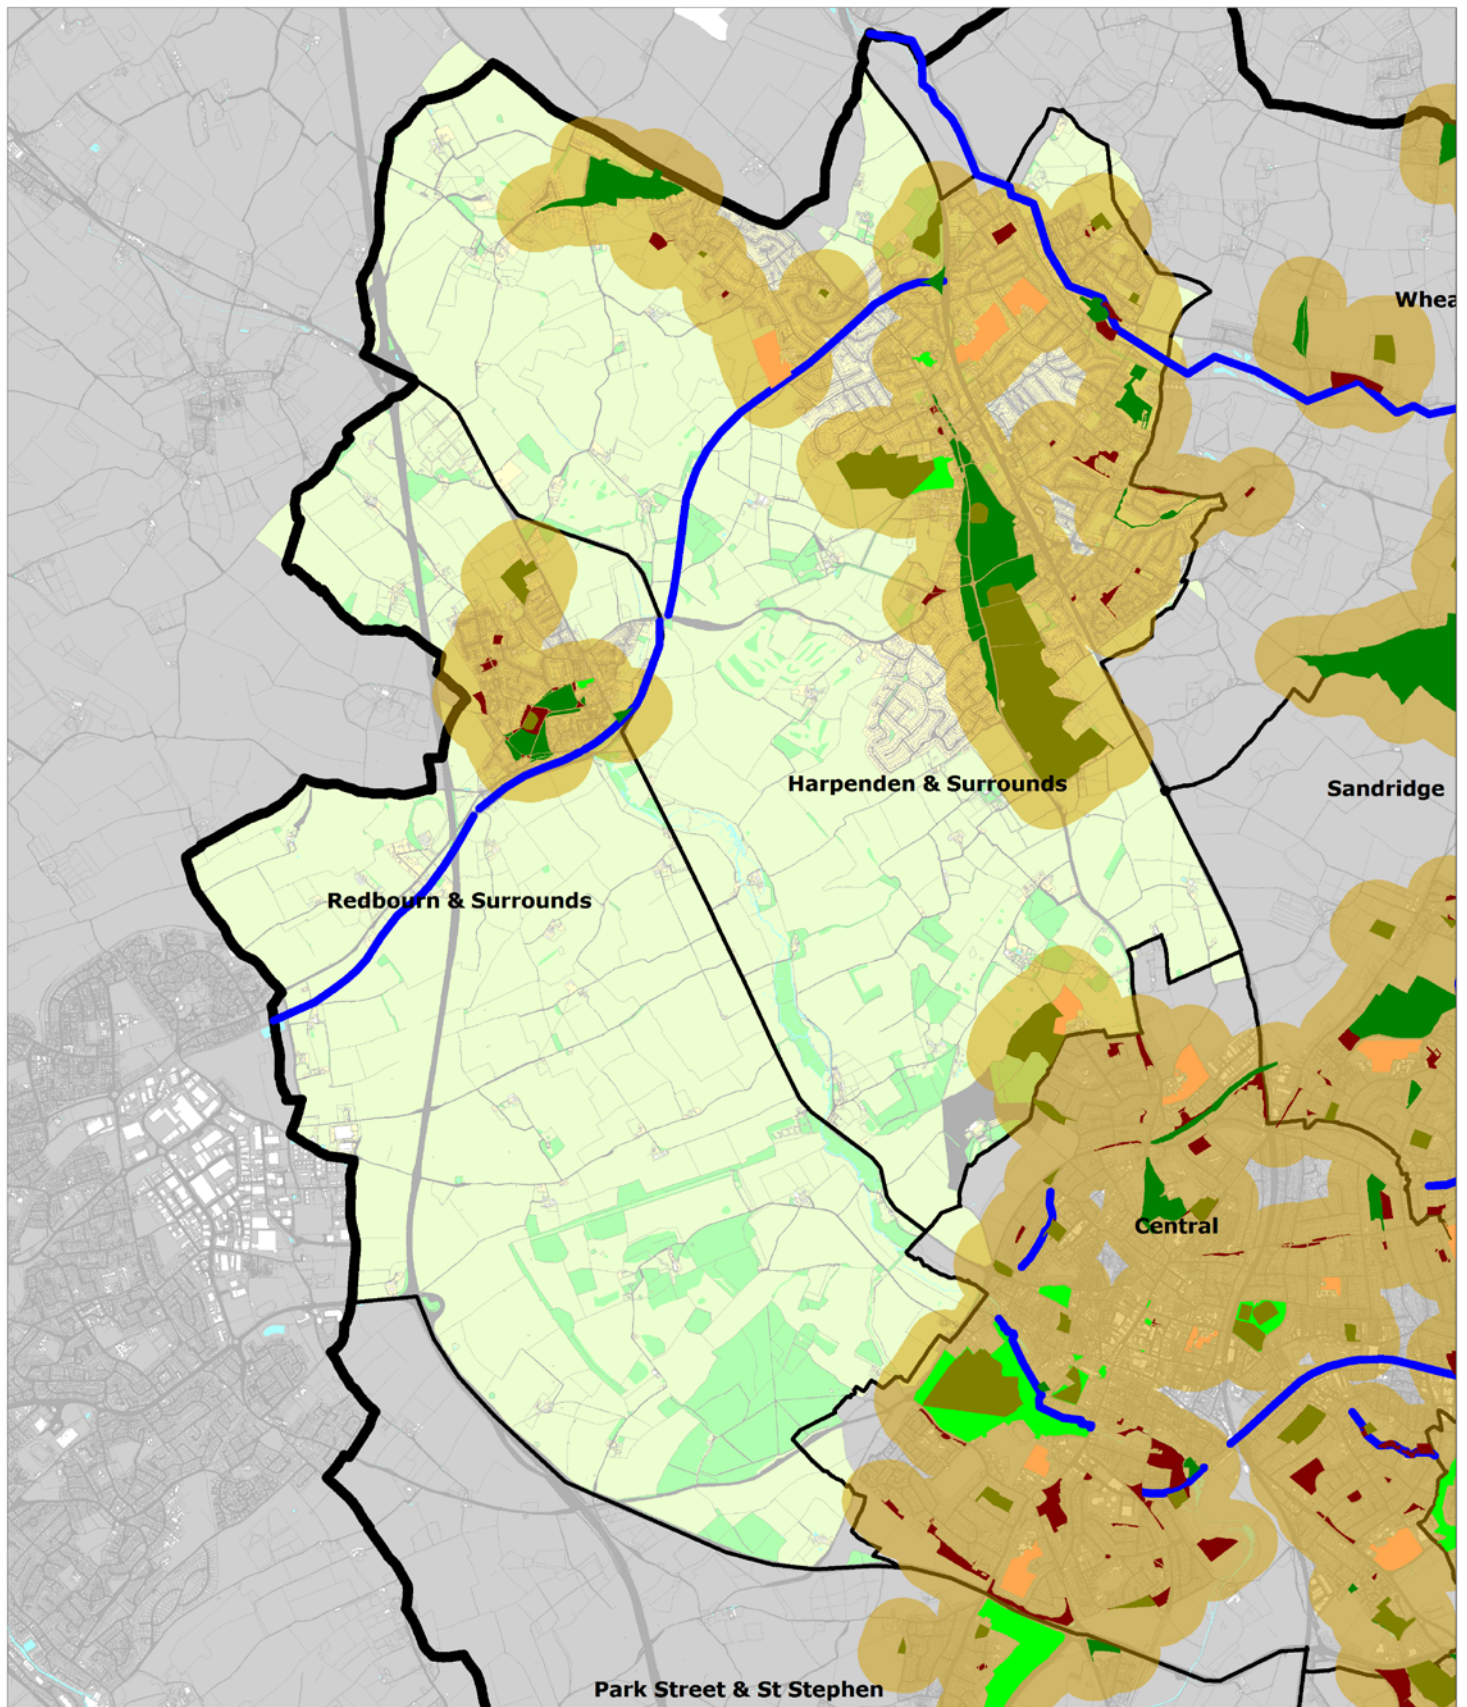 Whea
Harpenden & Surrounds
Sandridge
Redbourn & Surrounds
Central
Park Street & St Stephen